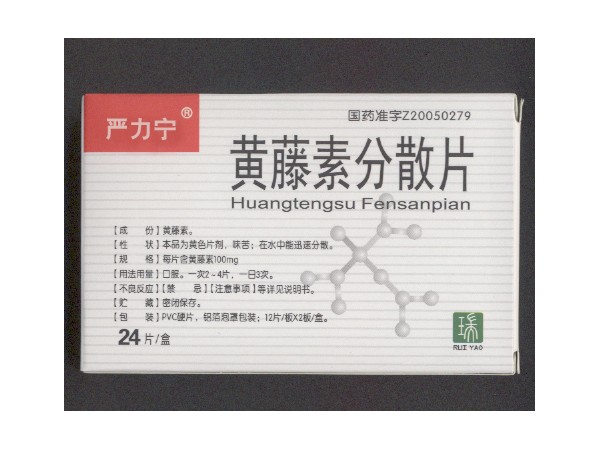 严力宁®
国药准字Z20050279
黄藤素分散片
Huangtengsu Fensanpian
【成 份】黄藤素。
【性 状】本品为黄色片剂,味苦;在水中能迅速分散。
【规 格】每片含黄藤素100mg
【用法用量】口服。一次2~4片,一日3次。
【不良反应】【禁 忌】【注意事项】等详见说明书。
【贮 藏】密闭保存。
【包 装】PVC硬片,铝箔泡罩包装;12片/板X2板/盒。
24片/盒
瑞
RUI YAO